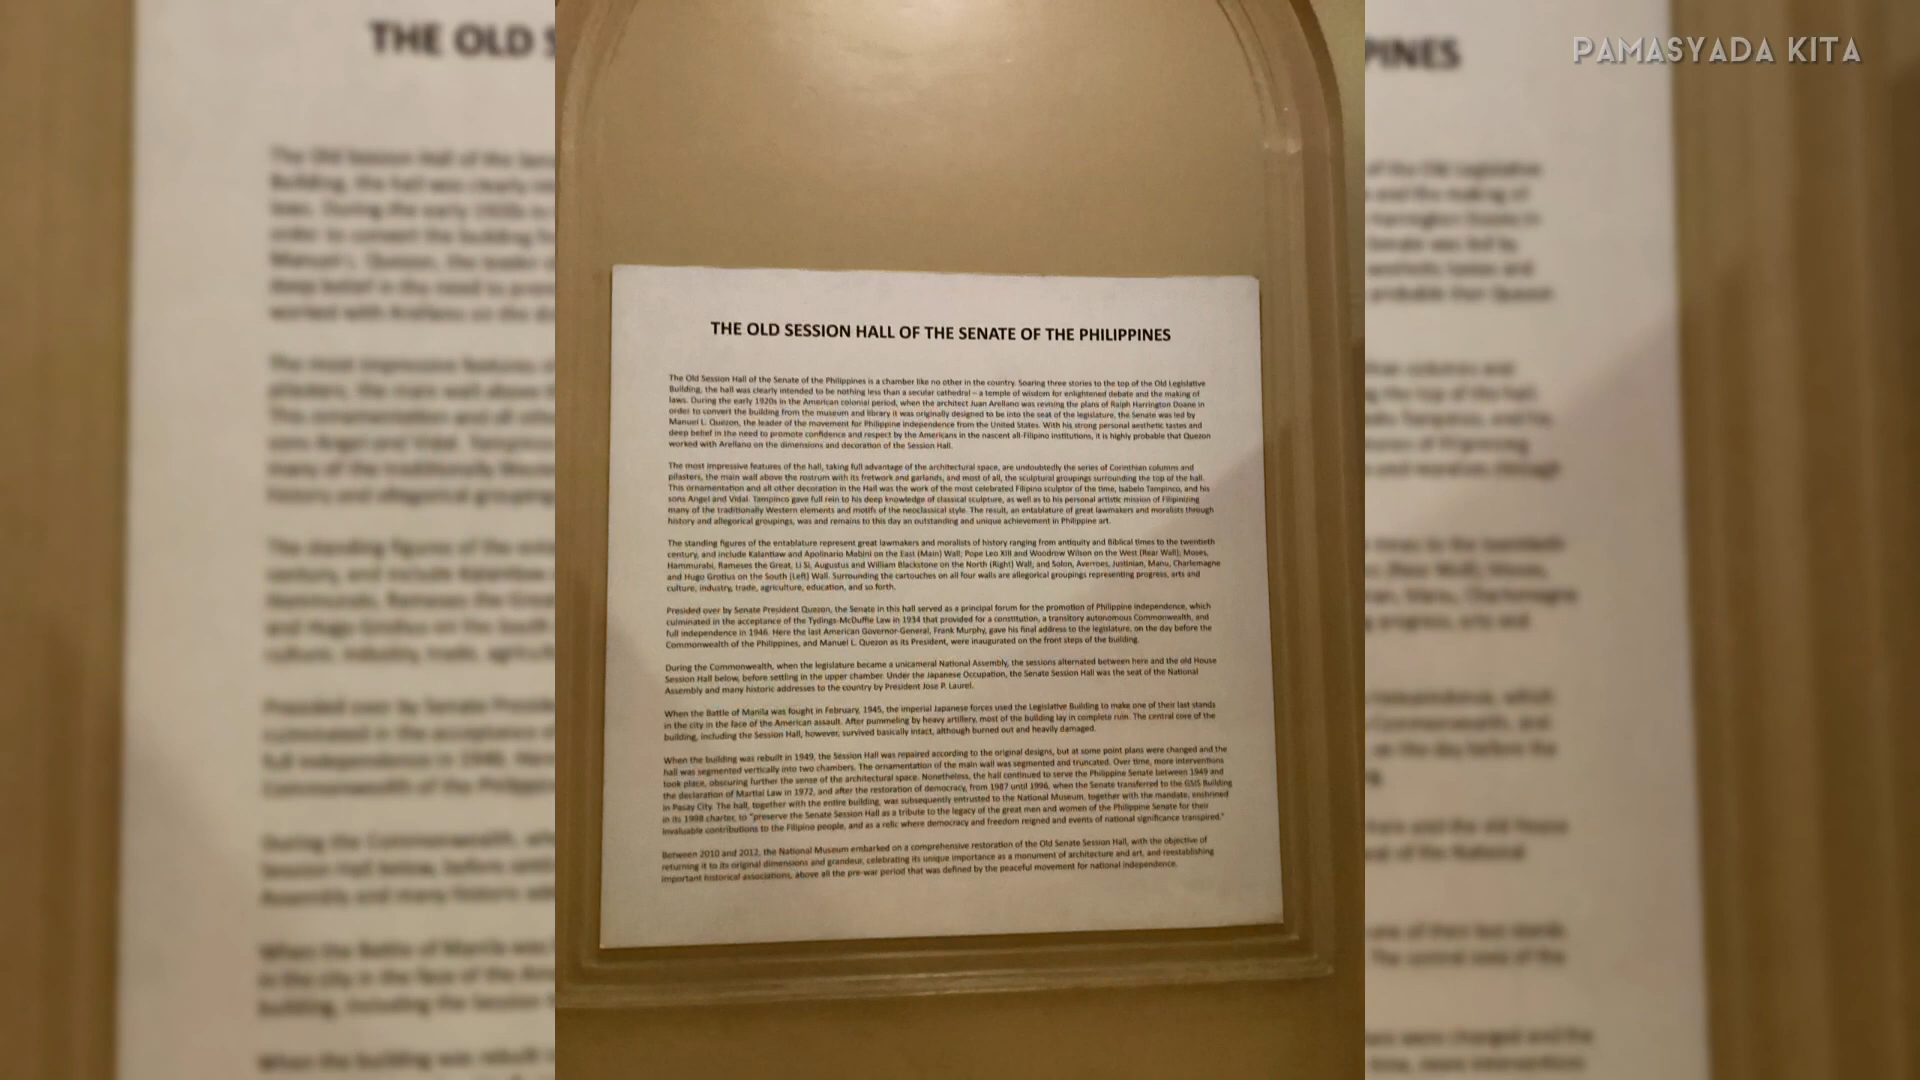 PAMASYADA KITA
THE OLD SESSION HALL OF THE SENATE OF THE PHILIPPINES
The Old Session Hall of the Senate of the Philippines is a chamber like no other in the country. Soaring three stories to the top of the Old Legislative
Building, the hall was clearly intended to be nothing less than a secular cathedral – a temple of wisdom for enlightened debate and the making of
laws. During the early 1920s in the American colonial period, when the architect Juan Arellano was revising the plans of Ralph Harrington Doane in
order to convert the building from the museum and library it was originally designed to be into the seat of the legislature, the Senate was led by
Manuel L. Quezon, the leader of the movement for Philippine independence from the United States. With his strong personal aesthetic tastes and
deep belief in the need to promote confidence and respect by the Americans in the nascent all-Filipino institutions, it is highly probable that Quezon
worked with Arellano on the dimensions and decoration of the Session Hall.
The most impressive features of the hall, taking full advantage of the architectural space, are undoubtedly the series of Corinthian columns and
pilasters, the main wall above the rostrum with its fretwork and garlands, and most of all, the sculptural groupings surrounding the top of the hall.
This ornamentation and all other decoration in the Hall was the work of the most celebrated Filipino sculptor of the time, Isabelo Tampinco, and his
sons Angel and Vidal. Tampinco gave full rein to his deep knowledge of classical sculpture, as well as to his personal artistic mission of Filipinizing
many of the traditionally Western elements and motifs of the neoclassical style. The result, an entablature of great lawmakers and moralists through
history and allegorical groupings, was and remains to this day an outstanding and unique achievement in Philippine art.
The standing figures of the entablature represent great lawmakers and moralists of history ranging from antiquity and Biblical times to the twentieth
century, and include Kalantiaw and Apolinario Mabini on the East (Main) Wall; Pope Leo XIII and Woodrow Wilson on the West (Rear Wall); Moses,
Hammurabi, Rameses the Great, Li Si, Augustus and William Blackstone on the North (Right) Wall; and Solon, Averroes, Justinian, Manu, Charlemagne
and Hugo Grotius on the South (Left) Wall. Surrounding the cartouches on all four walls are allegorical groupings representing progress, arts and
culture, industry, trade, agriculture, education, and so forth.
Presided over by Senate President Quezon, the Senate in this hall served as a principal forum for the promotion of Philippine independence, which
culminated in the acceptance of the Tydings-McDuffie Law in 1934 that provided for a constitution, a transitory autonomous Commonwealth, and
full independence in 1946. Here the last American Governor-General, Frank Murphy, gave his final address to the legislature, on the day before the
Commonwealth of the Philippines, and Manuel L. Quezon as its President, were inaugurated on the front steps of the building.
During the Commonwealth, when the legislature became a unicameral National Assembly, the sessions alternated between here and the old House
Session Hall below, before settling in the upper chamber. Under the Japanese Occupation, the Senate Session Hall was the seat of the National
Assembly and many historic addresses to the country by President Jose P. Laurel.
When the Battle of Manila was fought in February, 1945, the imperial Japanese forces used the Legislative Building to make one of their last stands
in the city in the face of the American assault. After pummeling by heavy artillery, most of the building lay in complete ruin. The central core of the
building, including the Session Hall, however, survived basically intact, although burned out and heavily damaged.
When the building was rebuilt in 1949, the Session Hall was repaired according to the original designs, but at some point plans were changed and the
hall was segmented vertically into two chambers. The ornamentation of the main wall was segmented and truncated. Over time, more interventions
took place, obscuring further the sense of the architectural space. Nonetheless, the hall continued to serve the Philippine Senate between 1949 and
the declaration of Martial Law in 1972, and after the restoration of democracy, from 1987 until 1996, when the Senate transferred to the GSIS Building
in Pasay City. The hall, together with the entire building, was subsequently entrusted to the National Museum, together with the mandate, enshrined
in its 1998 charter, to "preserve the Senate Session Hall as a tribute to the legacy of the great men and women of the Philippine Senate for their
invaluable contributions to the Filipino people, and as a relic where democracy and freedom reigned and events of national significance transpired."
Between 2010 and 2012, the National Museum embarked on a comprehensive restoration of the Old Senate Session Hall, with the objective of
returning it to its original dimensions and grandeur, celebrating its unique importance as a monument of architecture and art, and reestablishing
important historical associations, above all the pre-war period that was defined by the peaceful movement for national independence.